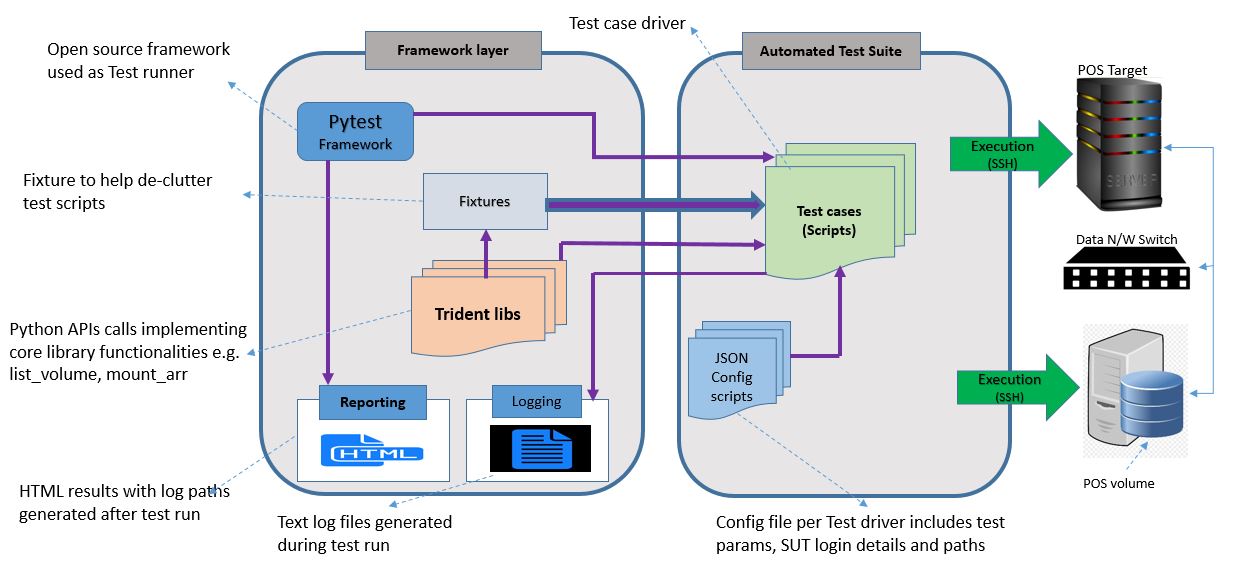 Test case driver
Open source framework
used as Test runner
Framework layer
Automated Test Suite
POS Target
Pytest
Framework
Execution
(SSH)
SERVER
Fixture to help de-clutter
test scripts
Fixtures
Test cases
(Scripts)
Data N/W Switch
Trident libs
Python APIs calls implementing
core library functionalities e.g.
list_volume, mount_arr
JSON
Config
scripts
Execution
(SSH)
Reporting
Logging
HTML
POS volume
HTML results with log paths
generated after test run
Text log files generated
during test run
Config file per Test driver includes test
params, SUT login details and paths